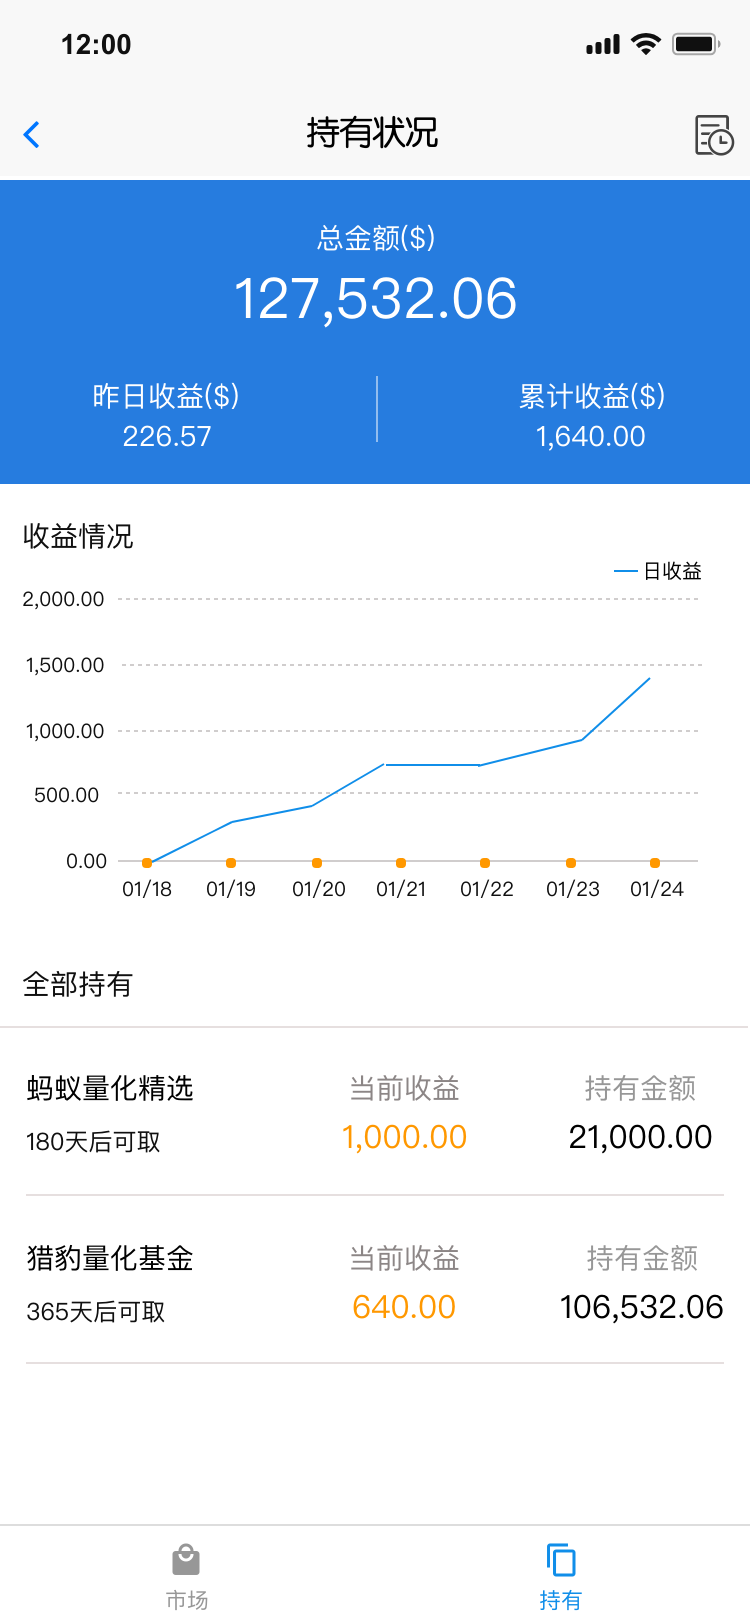 12:00
持有状况
总金额($)
127,532.06
昨日收益($) 累计收益($)
226.57 1,640.00
收益情况
日收益
2,000.00
1,500.00
1,000.00
500.00
0.00
01/18 01/19 01/20 01/21 01/22 01/23 01/24
全部持有
蚂蚁量化精选 当前收益 持有金额
180天后可取 1,000.00 21,000.00
猎豹量化基金 当前收益 持有金额
365天后可取 640.00 106,532.06
市场 持有